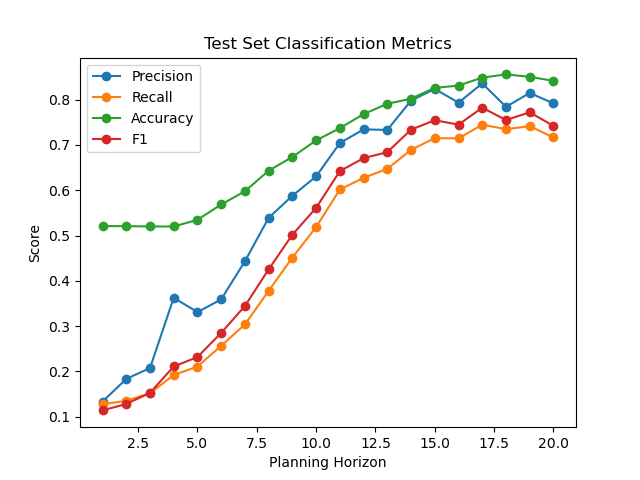 Test Set Classification Metrics
Precision
Recall
Accuracy
F1
Score
0.8
0.7
0.6
0.5
0.4
0.3
0.2
0.1
2.5 5.0 7.5 10.0 12.5 15.0 17.5 20.0
Planning Horizon